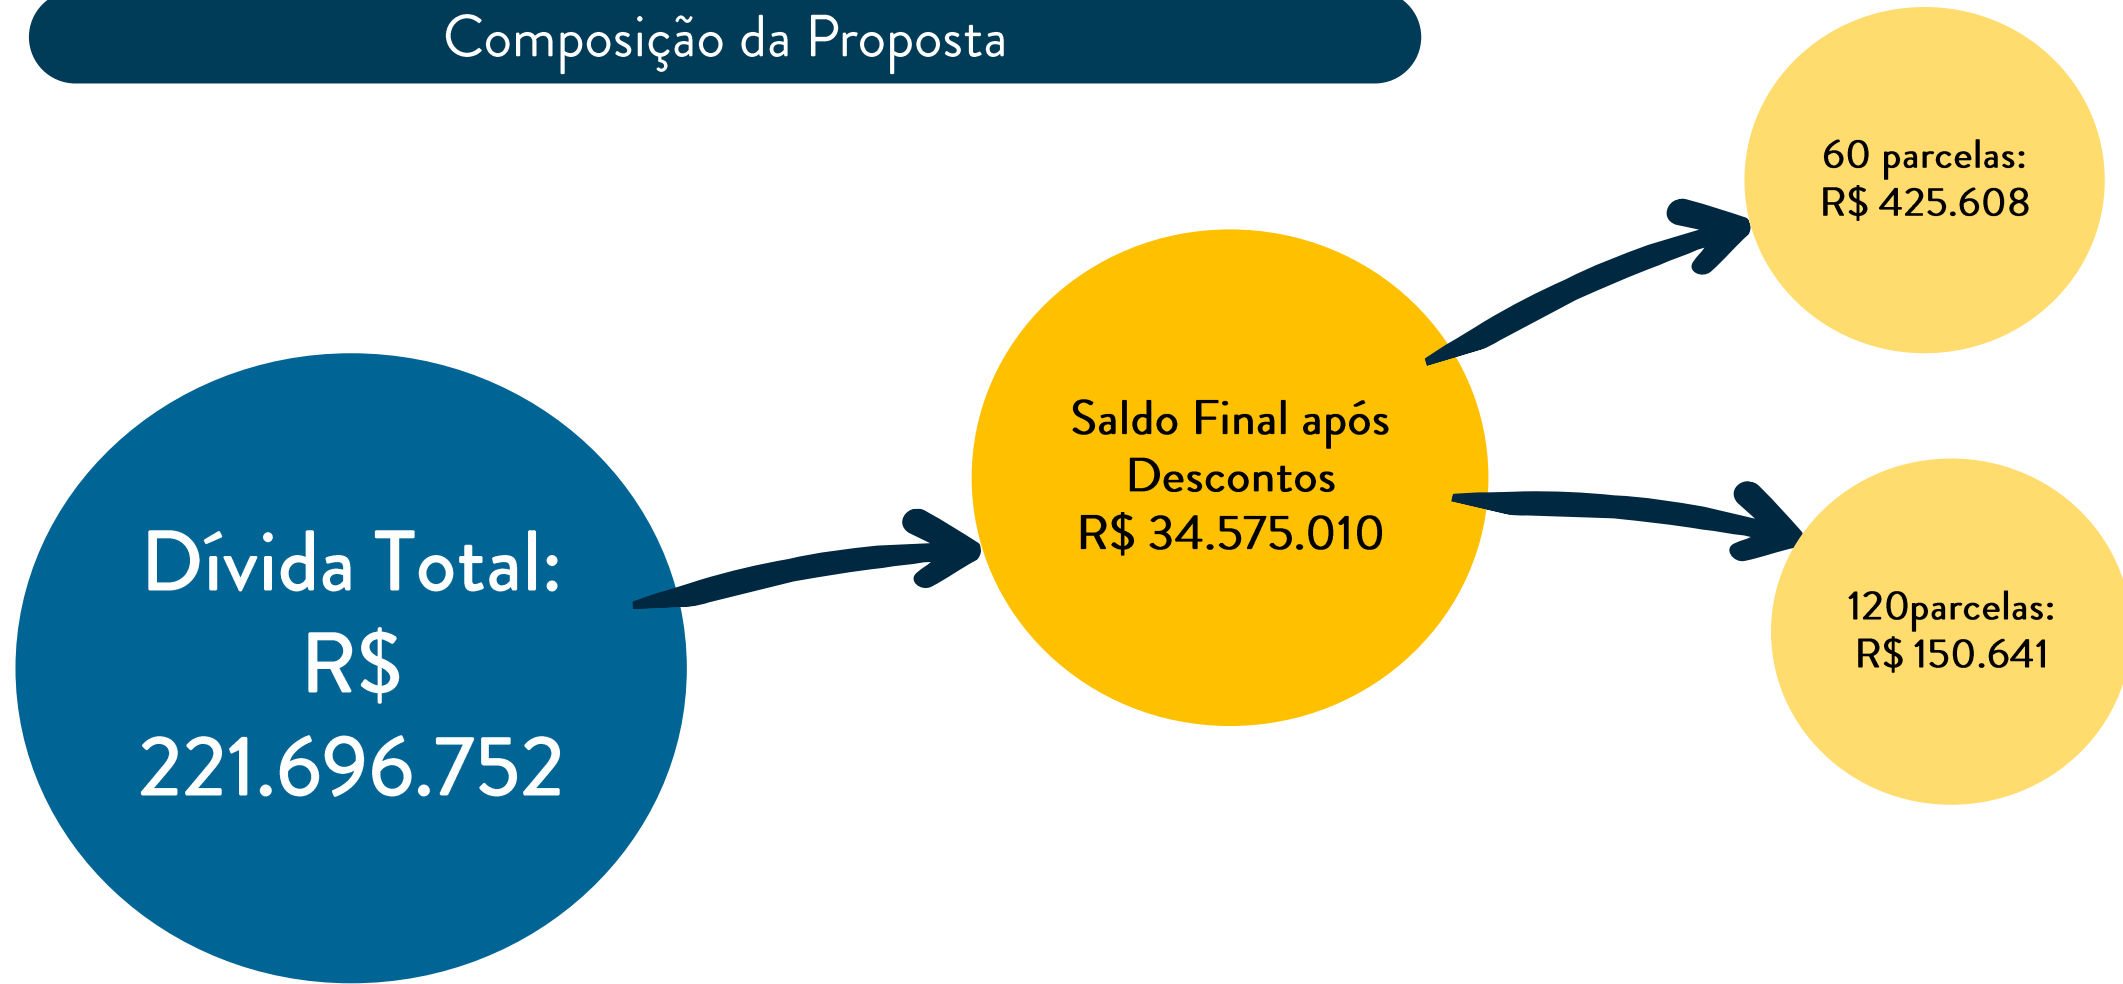 Composição da Proposta
Dívida Total:
R$
221.696.752
Saldo Final após
Descontos
R$ 34.575.010
60 parcelas:
R$ 425.608
120parcelas:
R$ 150.641